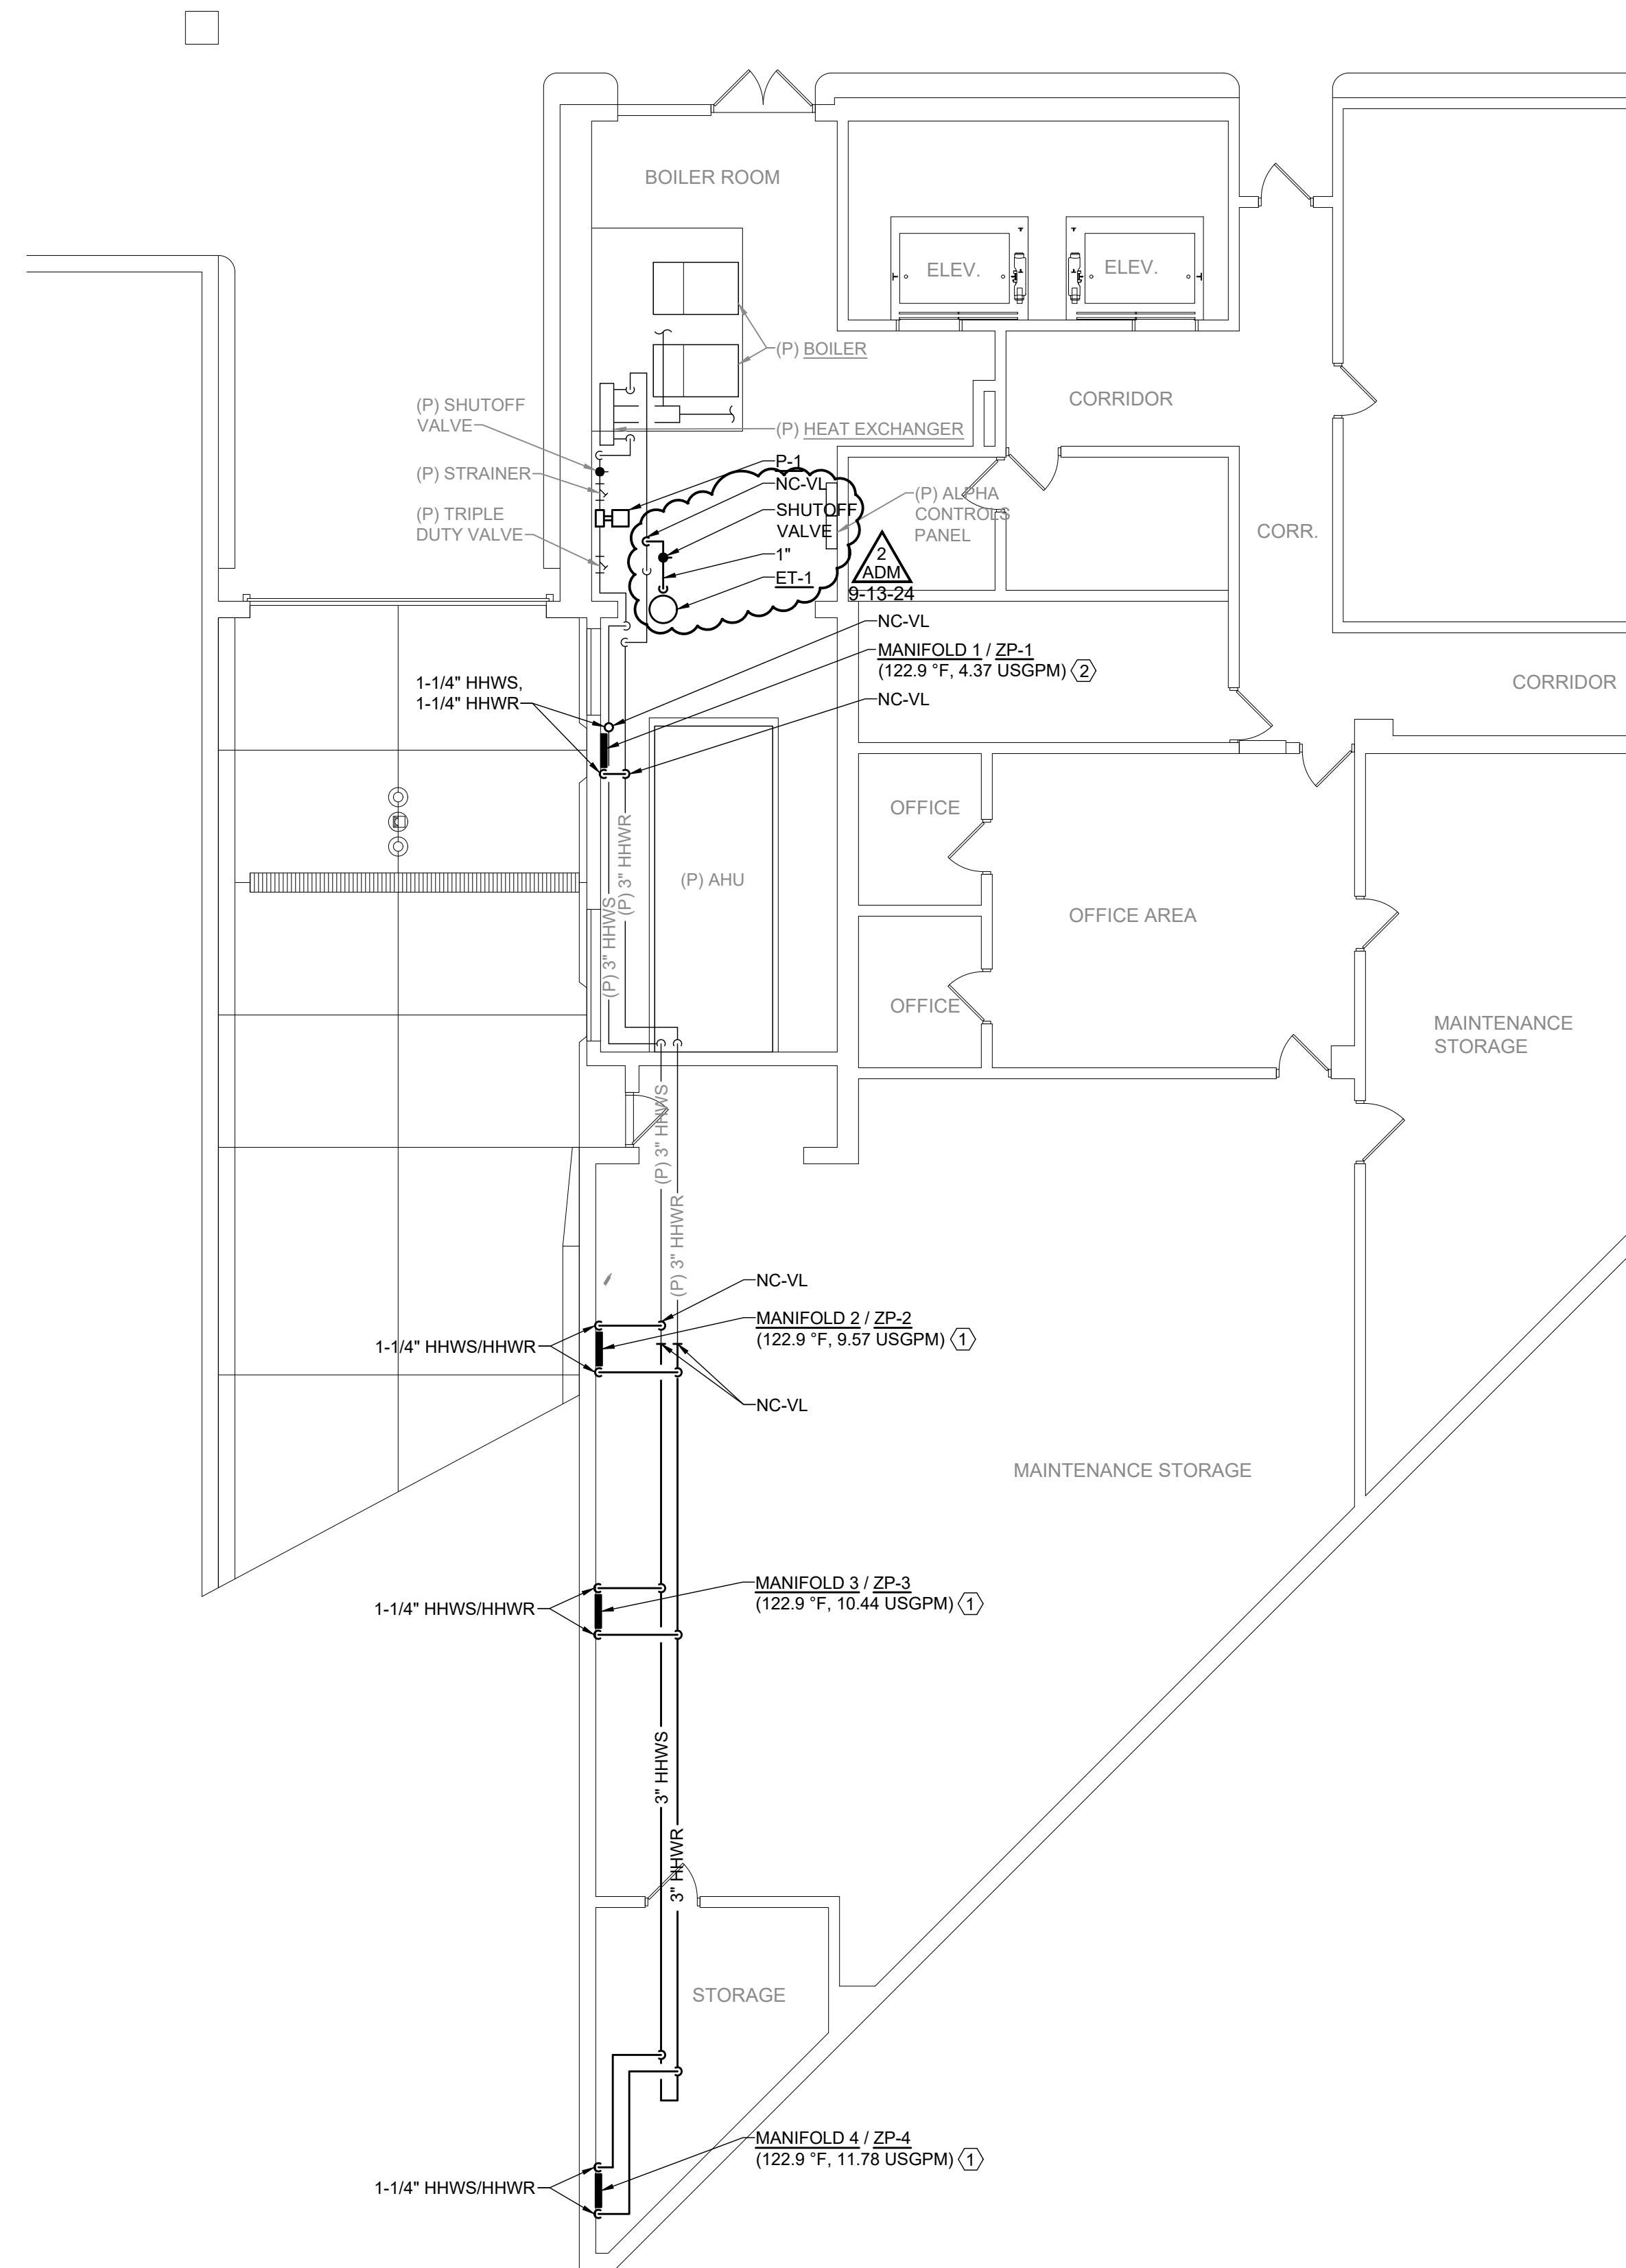 BOILER ROOM
ELEV.
ELEV.
(P) BOILER
(P) SHUTOFF
VALVE
CORRIDOR
(P) HEAT EXCHANGER
(P) STRAINER
P-1
NC-VL
(P) TRIPLE
DUTY VALVE
SHUTOFF
VALVE
(P) ALPHA
CONTROLS
PANEL
CORR.
1"
ET-1
2
ADM
9-13-24
NC-VL
MANIFOLD 1 / ZP-1
(122.9 °F, 4.37 USGPM) 2
1-1/4" HHWS,
1-1/4" HHWR
CORRIDOR
NC-VL
OFFICE
(P) 3" HHWR
(P) AHU
(P) 3" HHWS
OFFICE AREA
OFFICE
MAINTENANCE
STORAGE
(P) 3" HHWS
(P) 3" HHWR
NC-VL
MANIFOLD 2 / ZP-2
(122.9 °F, 9.57 USGPM) 1
1-1/4" HHWS/HHWR
NC-VL
MAINTENANCE STORAGE
MANIFOLD 3 / ZP-3
(122.9 °F, 10.44 USGPM) 1
1-1/4" HHWS/HHWR
3" HHWS
3" HHWR
STORAGE
MANIFOLD 4 / ZP-4
(122.9 °F, 11.78 USGPM) 1
1-1/4" HHWS/HHWR